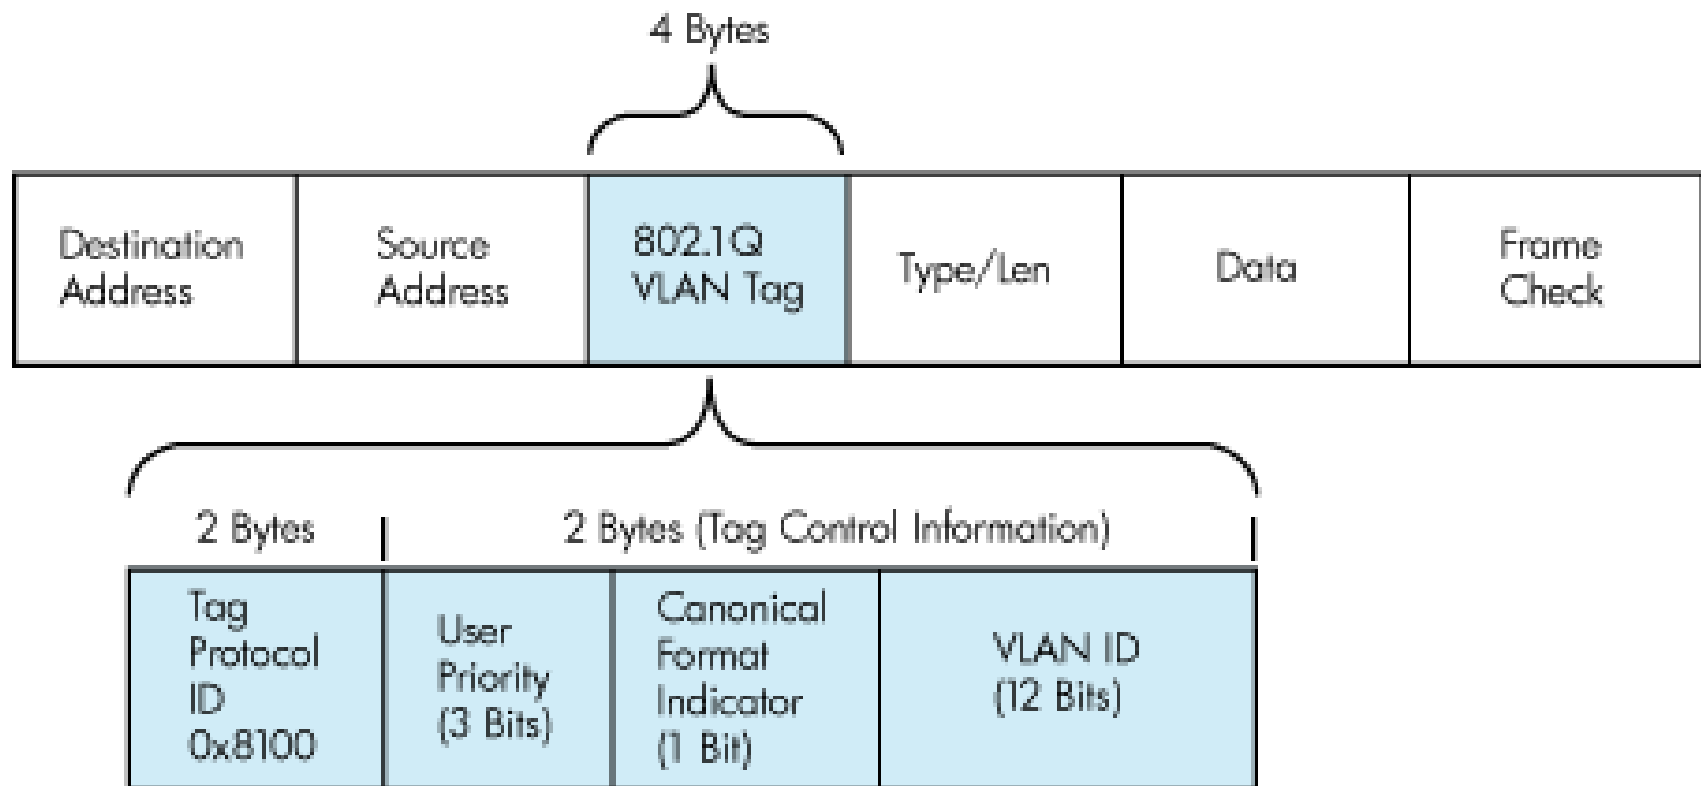 4 Bytes
Destination
Address
Source
Address
802.1Q
VLAN Tag
Type/Len
Data
Frame
Check
2 Bytes
2 Bytes (Tag Control Information)
Tag
Protocol
ID
0x8100
User
Priority
(3 Bits)
Canonical
Format
Indicator
(1 Bit)
VLAN ID
(12 Bits)